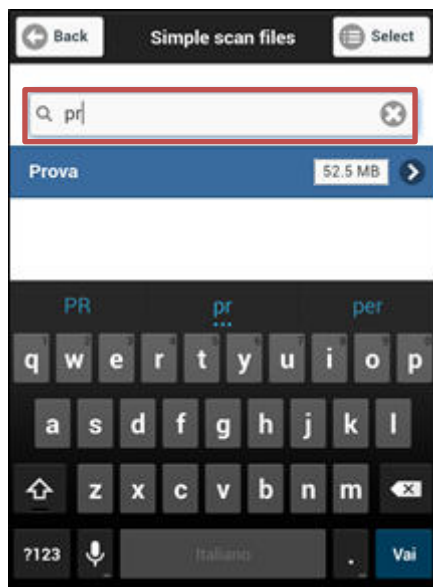 Back Simple scan files Select
pr
Prova 52.5 MB
PR pr per
q w e r t y u i o p
a s d f g h j k l
z x c v b n m
?123 Italiano . Vai